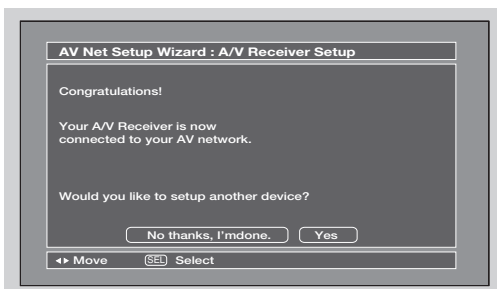 AV Net Setup Wizard : A/V Receiver Setup
Congratulations!
Your A/V Receiver is now
connected to your AV network.
Would you like to setup another device?
No thanks, I'mdone. Yes
◂▸ Move SEL Select